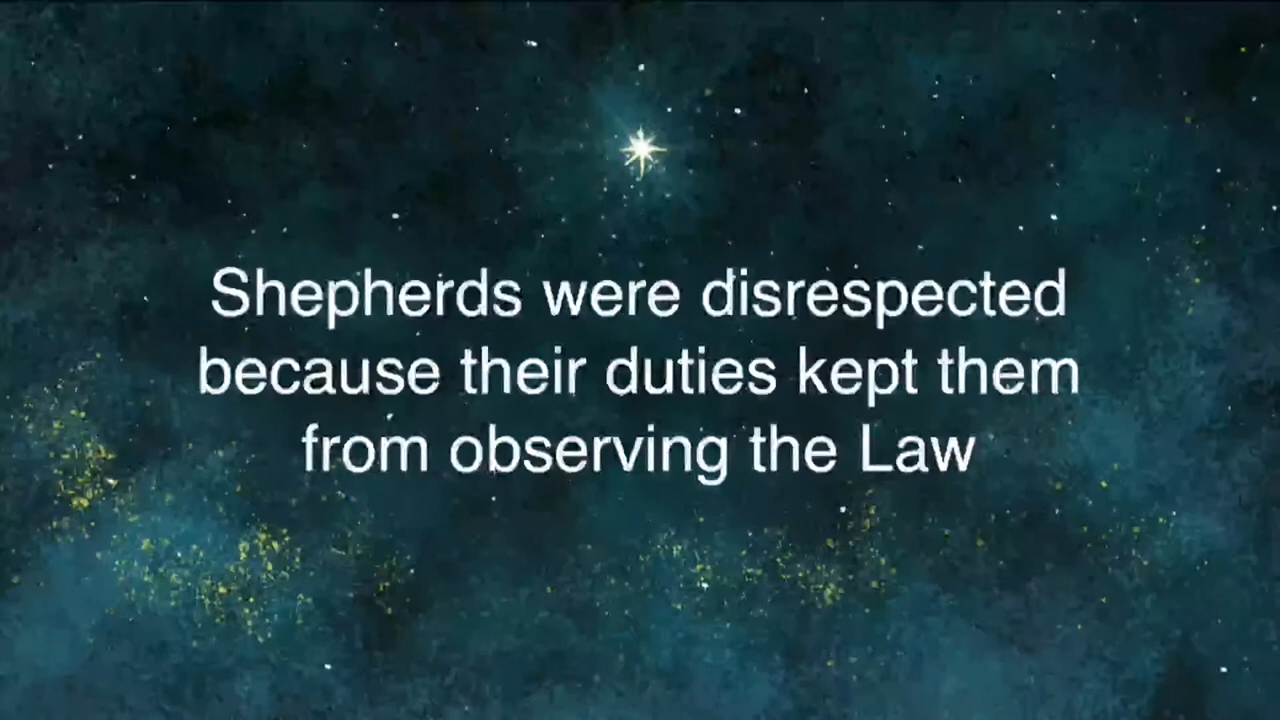 Shepherds were disrespected
because their duties kept them
from observing the Law